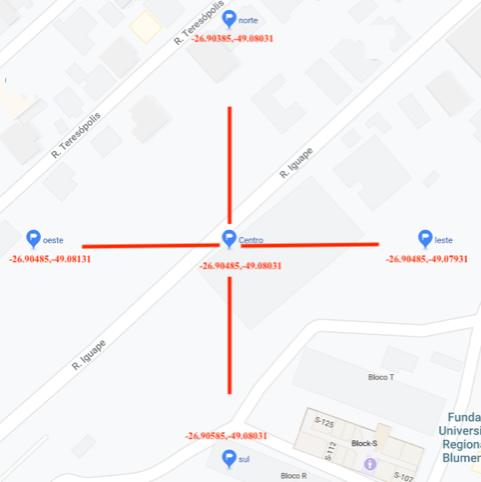 norte
R. Teresópolis
-26.90385,-49.08031
R. Teresópolis
R. Iguape
oeste
Centro
leste
-26.90485,-49.08131
-26.90485,-49.08031
-26.90485,-49.07931
R. Iguape
Bloco T
S-125
Funda
Universi
Regiona
Blumen
-26.90585,-49.08031
Block-S
S-112
sul
Bloco R
S-107